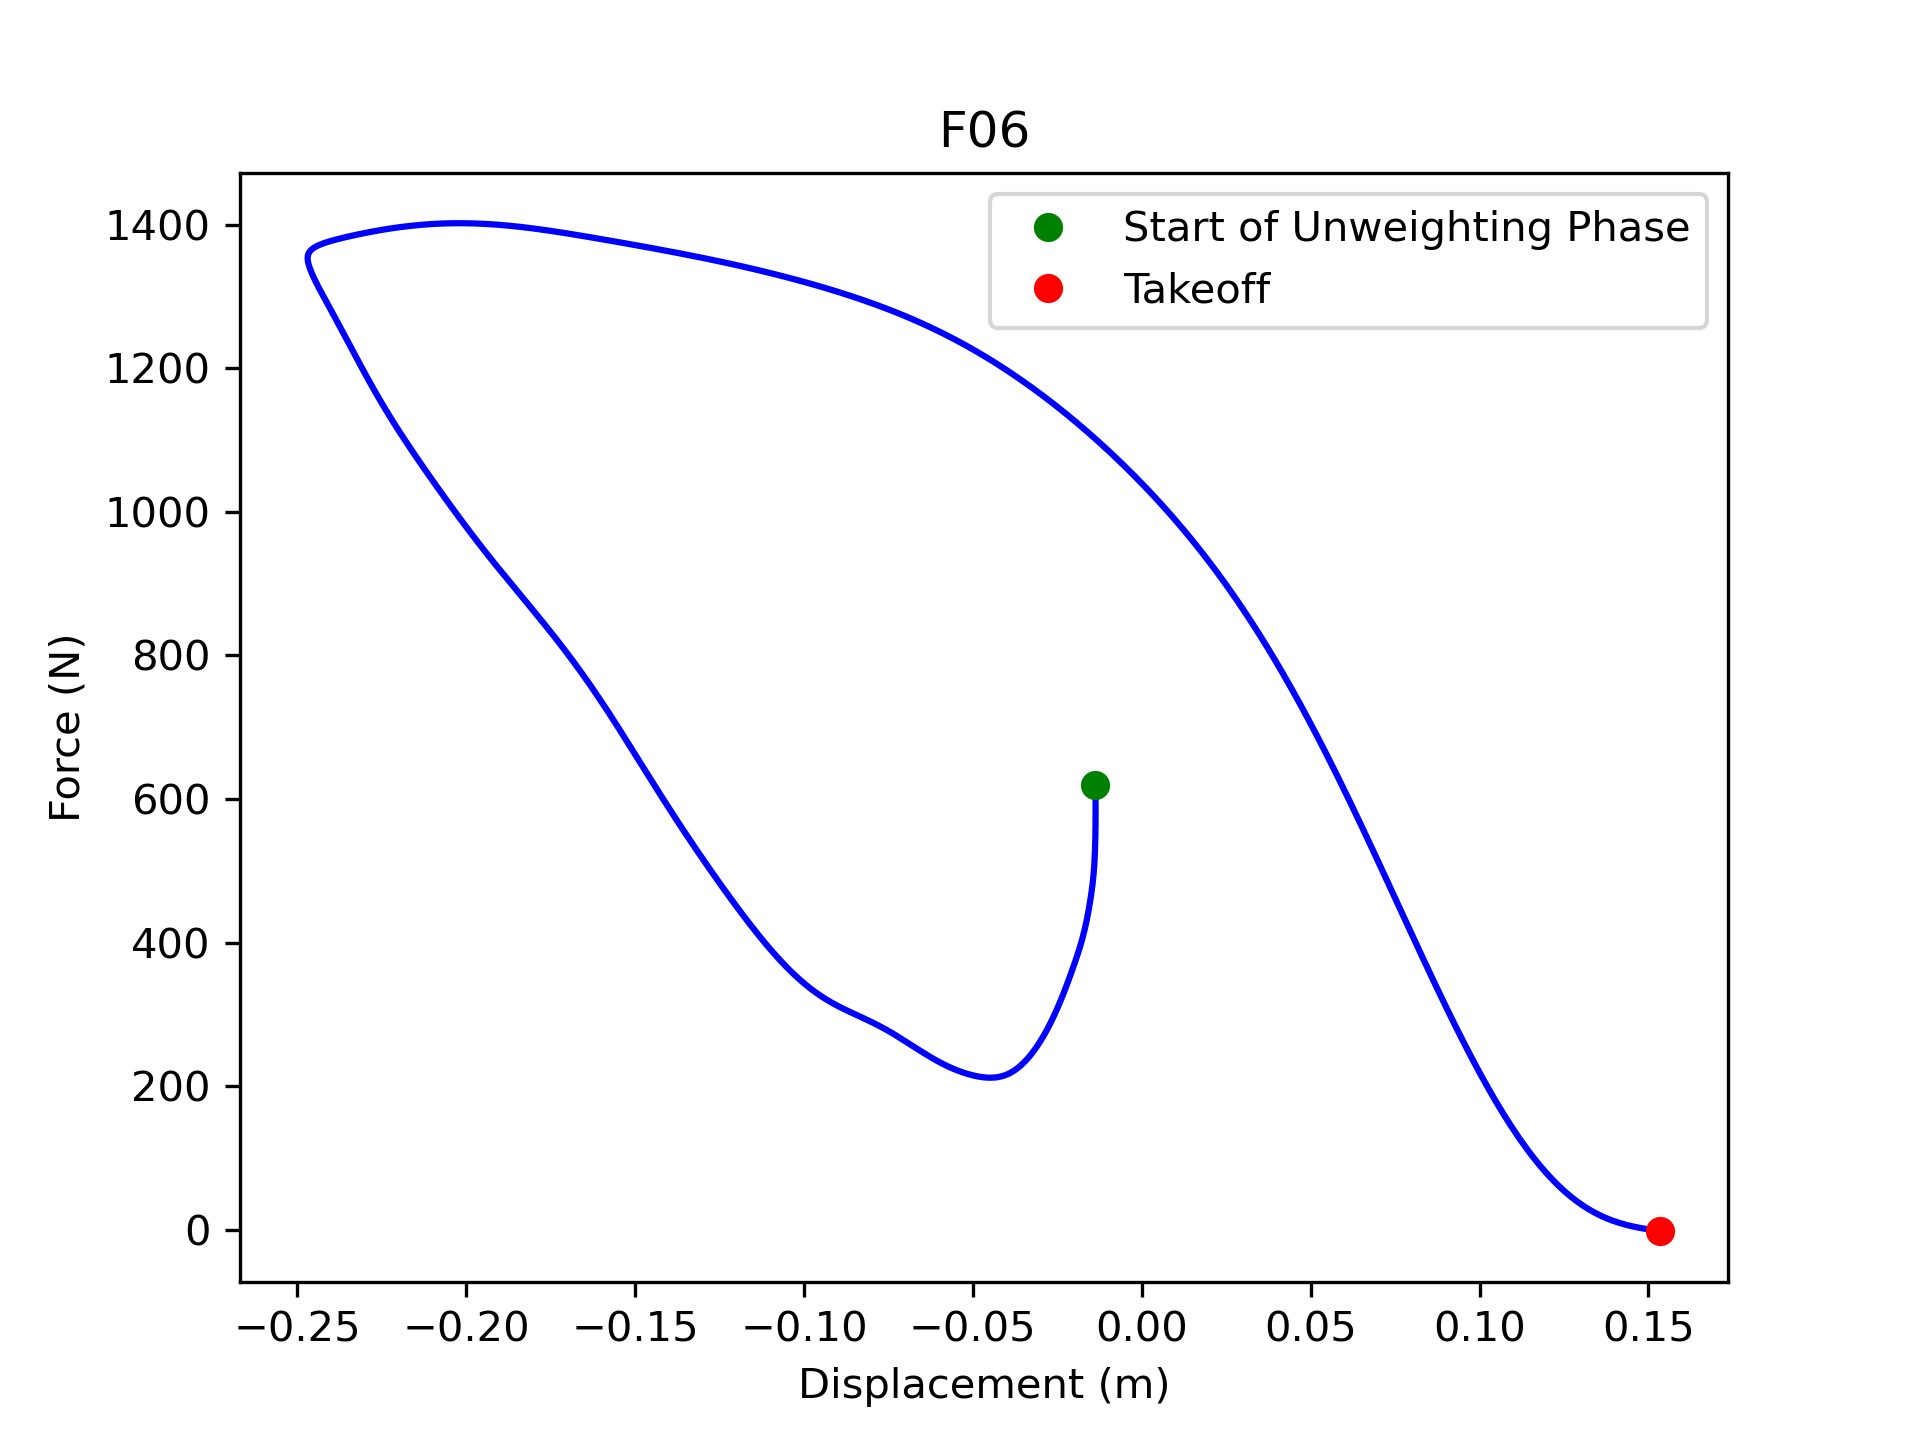 F06
Start of Unweighting Phase
Takeoff
1400
1200
1000
800
600
400
200
0
Force (N)
−0.25 −0.20 −0.15 −0.10 −0.05 0.00 0.05 0.10 0.15
Displacement (m)